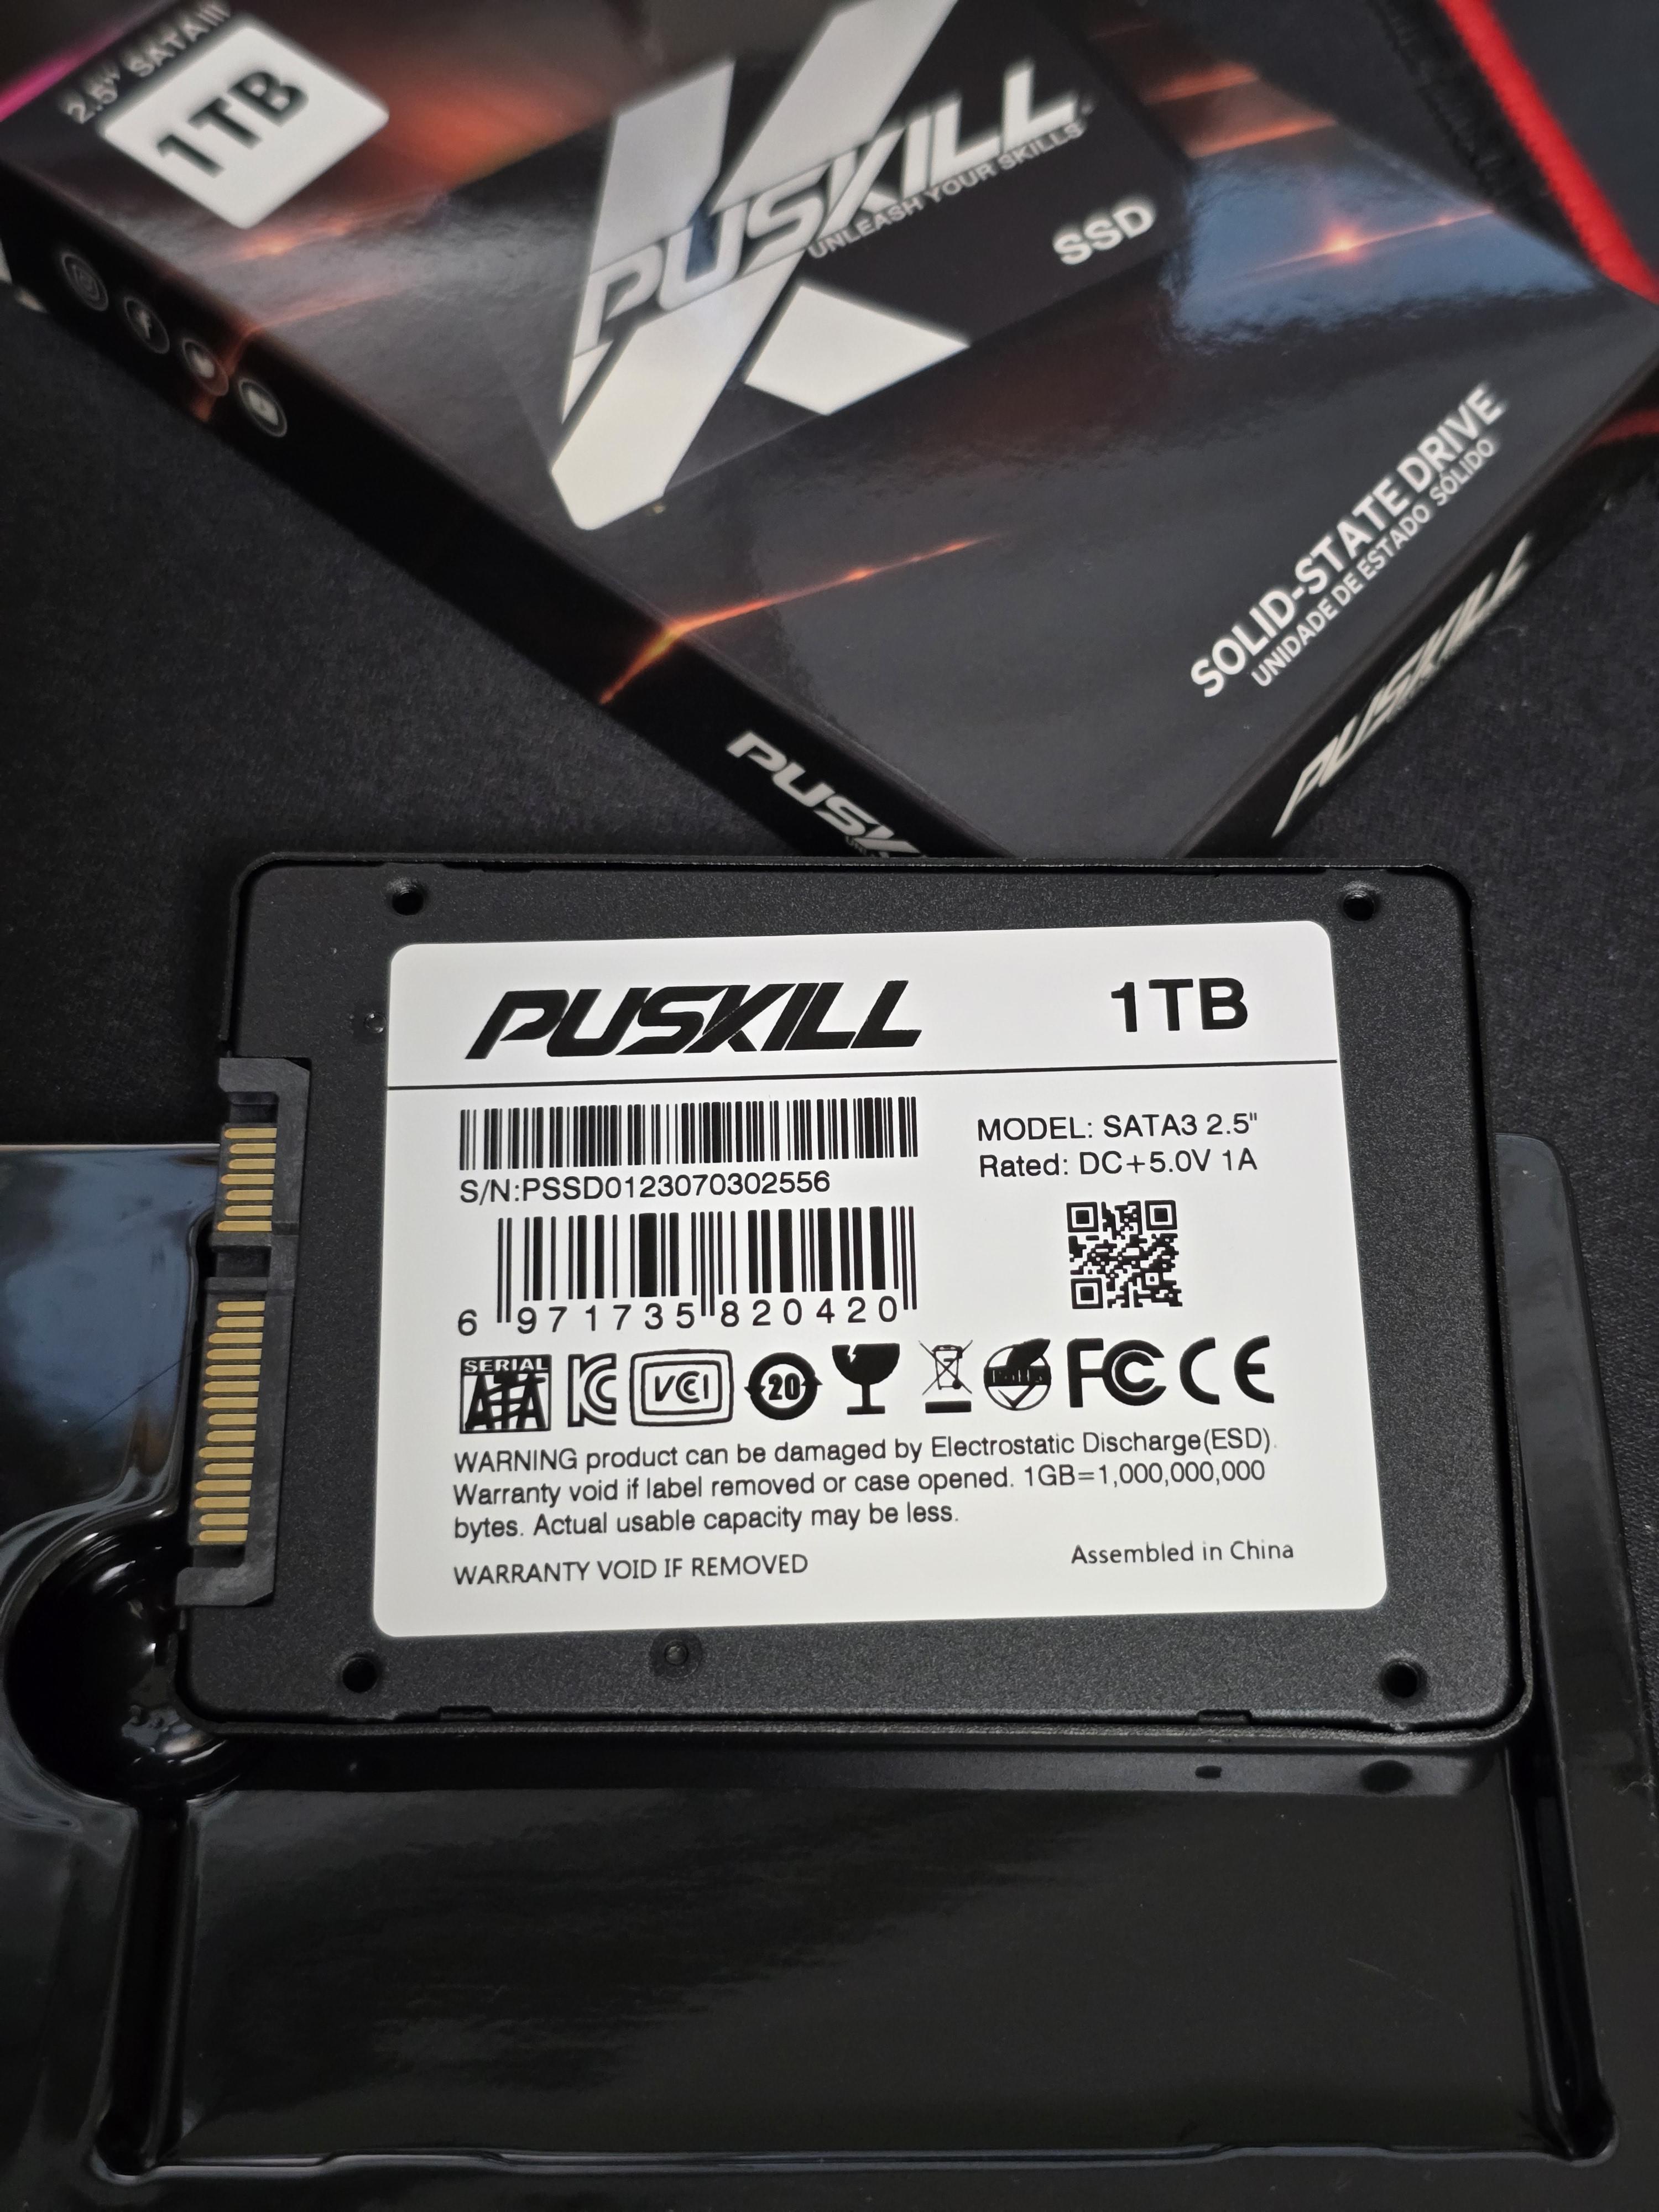 2.5" SATA III
1TB
PUSKILL
UNLEASH YOUR SKILLS
SSD
SOLID-STATE DRIVE
UNIDADE DE ESTADO SÓLIDO
PUSKILL
PUSK
PUSKILL
1TB
S/N:PSSD0123070302556
MODEL: SATA3 2.5"
Rated: DC+5.0V 1A
6 971735 820420
SERIAL
ATA
VCI
20
FC CE
WARNING product can be damaged by Electrostatic Discharge(ESD).
Warranty void if label removed or case opened. 1GB=1,000,000,000
bytes. Actual usable capacity may be less.
WARRANTY VOID IF REMOVED
Assembled in China